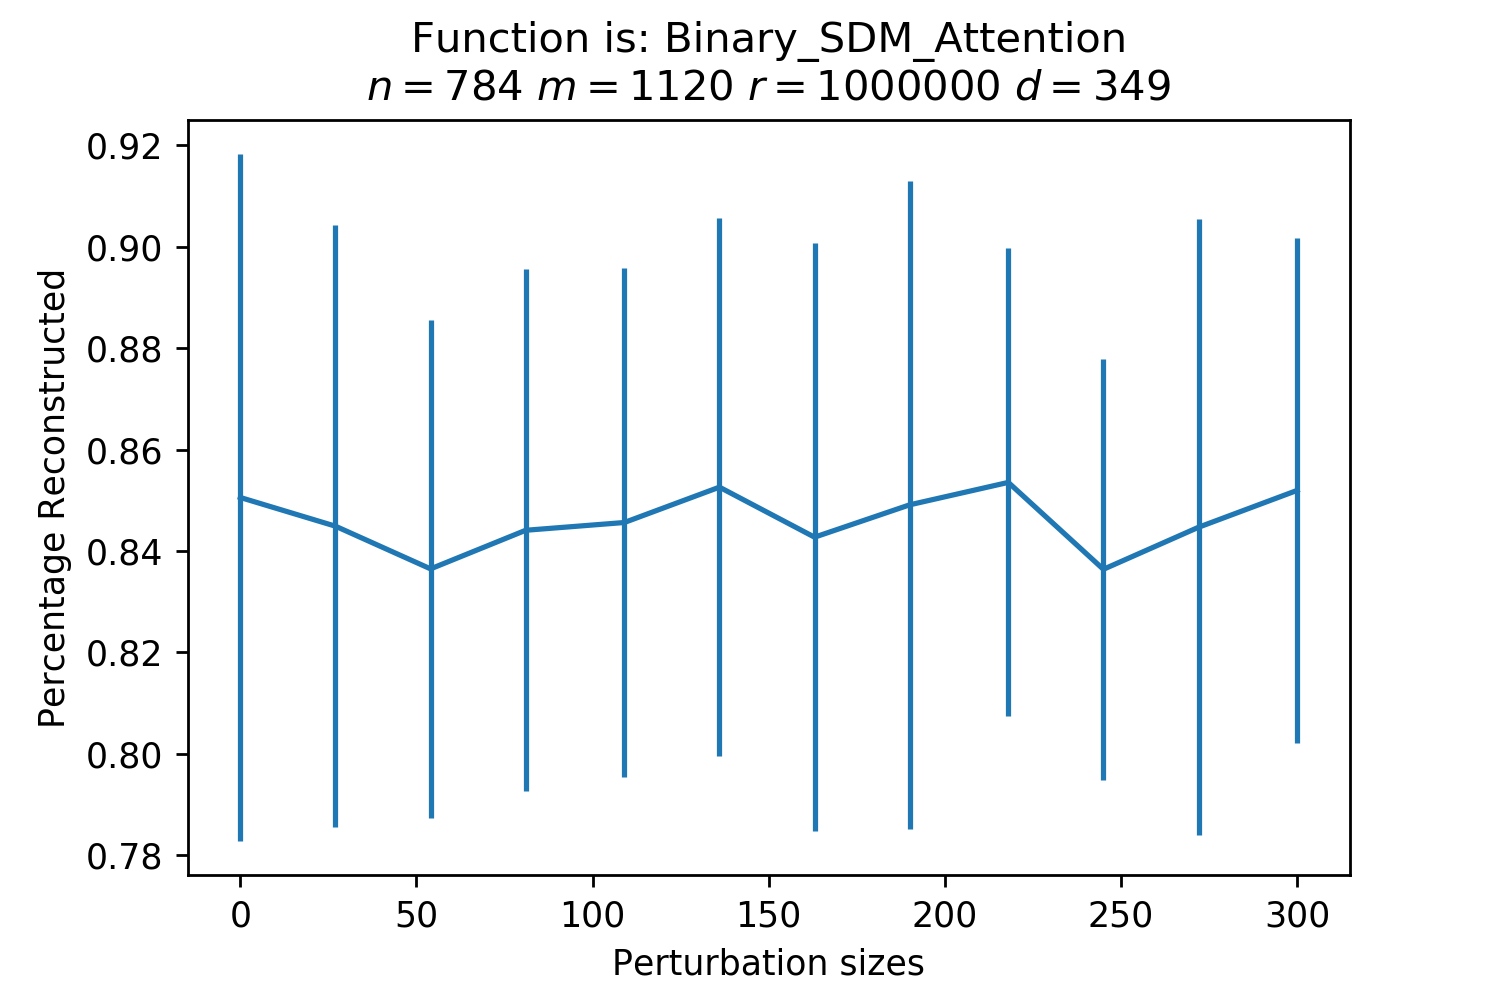 Function is: Binary_SDM_Attention
n = 784 m = 1120 r = 1000000 d = 349
Percentage Reconstructed
0.92
0.90
0.88
0.86
0.84
0.82
0.80
0.78
0 50 100 150 200 250 300
Perturbation sizes